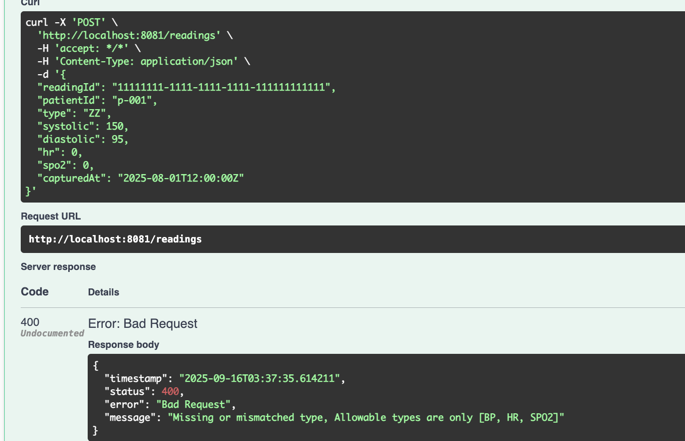 Curl
curl -X 'POST' \
  'http://localhost:8081/readings' \
  -H 'accept: */*' \
  -H 'Content-Type: application/json' \
  -d '{
  "readingId": "11111111-1111-1111-1111-111111111111",
  "patientId": "p-001",
  "type": "ZZ",
  "systolic": 150,
  "diastolic": 95,
  "hr": 0,
  "spo2": 0,
  "capturedAt": "2025-08-01T12:00:00Z"
}'
Request URL
http://localhost:8081/readings
Server response
Code Details
400 Error: Bad Request
Undocumented
Response body
{
  "timestamp": "2025-09-16T03:37:35.614211",
  "status": 400,
  "error": "Bad Request",
  "message": "Missing or mismatched type, Allowable types are only [BP, HR, SPO2]"
}